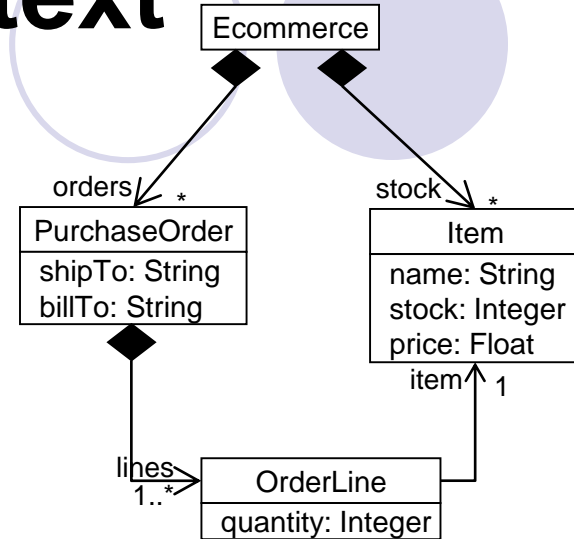 text
Ecommerce
orders
*
stock
*
PurchaseOrder
shipTo: String
billTo: String
Item
name: String
stock: Integer
price: Float
item
1
lines
1..*
OrderLine
quantity: Integer